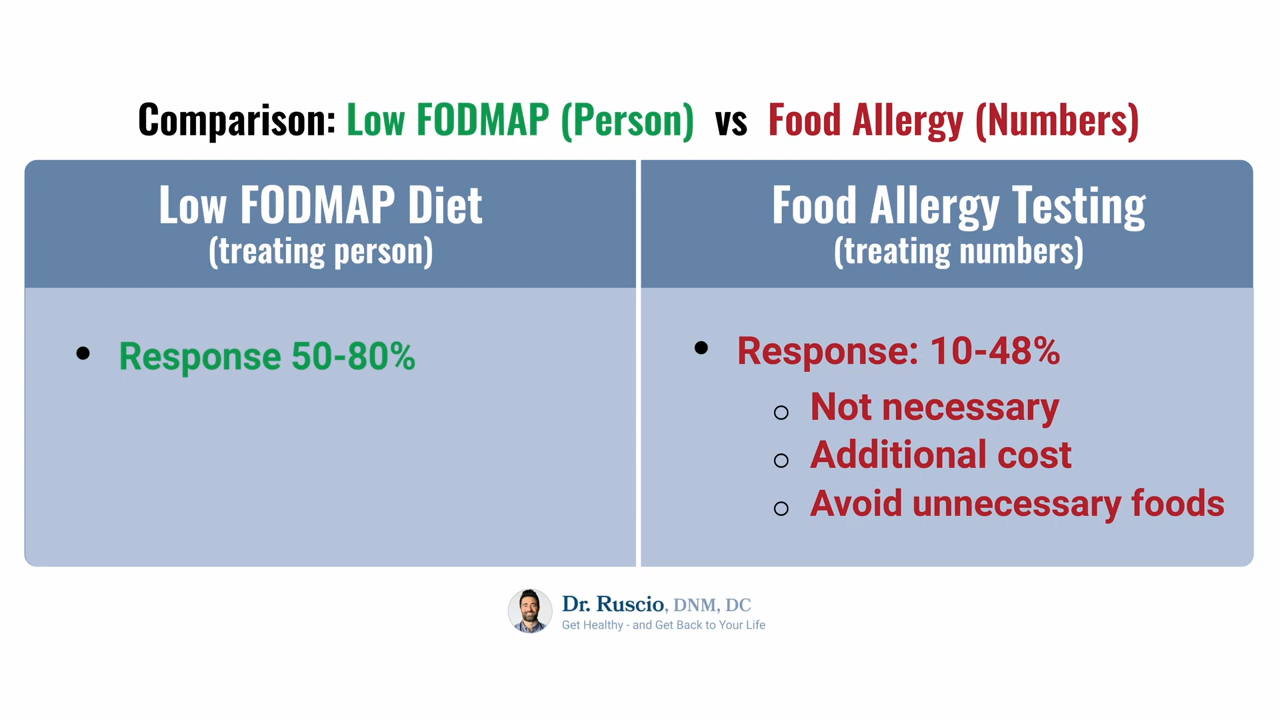 Comparison: Low FODMAP (Person) vs Food Allergy (Numbers)
Low FODMAP Diet
(treating person)
Food Allergy Testing
(treating numbers)
• Response 50-80%
• Response: 10-48%
○ Not necessary
○ Additional cost
○ Avoid unnecessary foods
Dr. Ruscio, DNM, DC
Get Healthy - and Get Back to Your Life